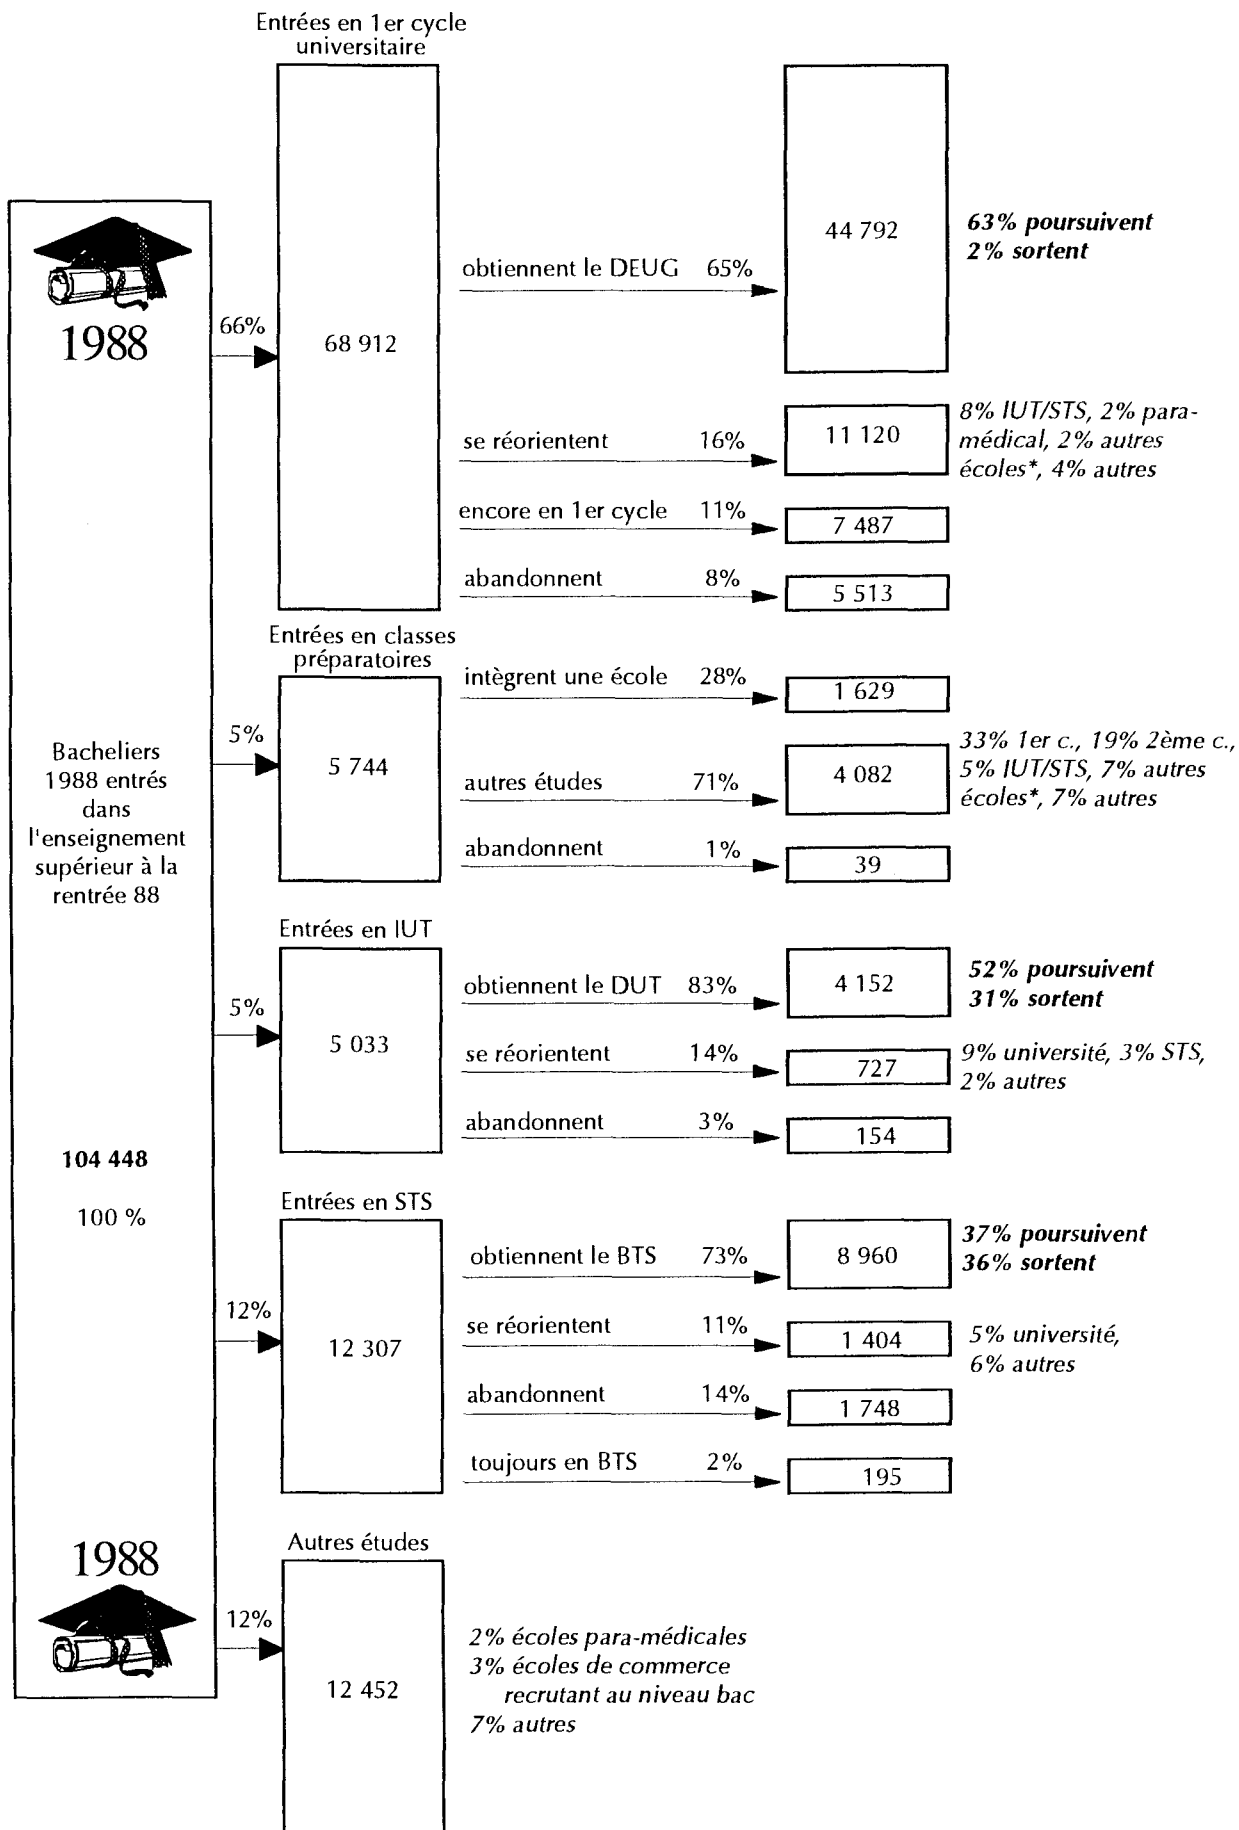 Entrées en 1er cycle
universitaire
1988
66%
68 912
obtiennent le DEUG 65%
44 792
63% poursuivent
2% sortent
se réorientent 16%
11 120
8% IUT/STS, 2% para-
médical, 2% autres
écoles*, 4% autres
encore en 1er cycle 11%
7 487
abandonnent 8%
5 513
Bacheliers
1988 entrés
dans
l'enseignement
supérieur à la
rentrée 88
104 448
100 %
Entrées en classes
préparatoires
5%
5 744
intègrent une école 28%
1 629
autres études 71%
4 082
33% 1er c., 19% 2ème c.,
5% IUT/STS, 7% autres
écoles*, 7% autres
abandonnent 1%
39
Entrées en IUT
5%
5 033
obtiennent le DUT 83%
4 152
52% poursuivent
31% sortent
se réorientent 14%
727
9% université, 3% STS,
2% autres
abandonnent 3%
154
Entrées en STS
12%
12 307
obtiennent le BTS 73%
8 960
37% poursuivent
36% sortent
se réorientent 11%
1 404
5% université,
6% autres
abandonnent 14%
1 748
toujours en BTS 2%
195
1988
Autres études
12%
12 452
2% écoles para-médicales
3% écoles de commerce
recrutant au niveau bac
7% autres